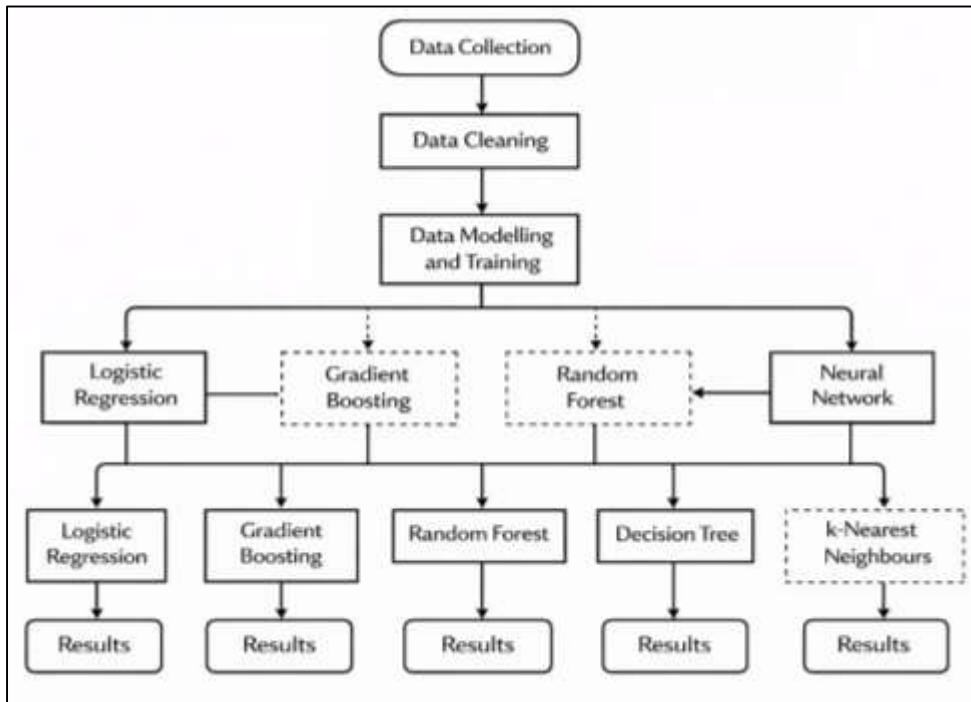 Data Collection
Data Cleaning
Data Modelling
and Training
Logistic
Regression
Gradient
Boosting
Random
Forest
Neural
Network
Logistic
Regression
Gradient
Boosting
Random Forest
Decision Tree
k-Nearest
Neighbours
Results
Results
Results
Results
Results